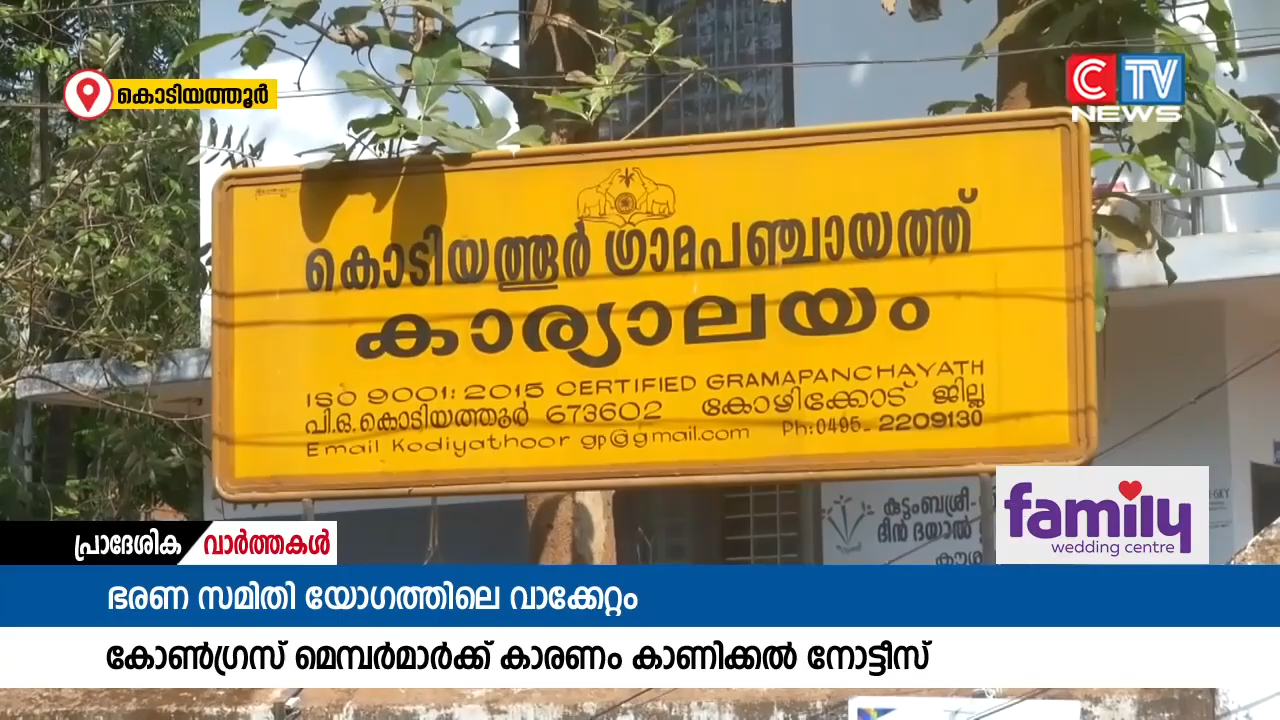 കൊടിയത്തൂർ
C TV
NEWS
കൊടിയത്തൂർ ഗ്രാമപഞ്ചായത്ത്
കാര്യാലയം
ISO 9001: 2015 CERTIFIED GRAMAPANCHAYATH
പി.ഒ.കൊടിയത്തൂർ 673602 കോഴിക്കോട് ജില്ല
Email Kodiyathoor gp@gmail.com Ph:0495-2209130
കുടുംബശ്രീ-
ദീൻ ദയാൽ
family
wedding centre
പ്രാദേശിക വാർത്തകൾ
ഭരണ സമിതി യോഗത്തിലെ വാക്കേറ്റം
കോൺഗ്രസ് മെമ്പർമാർക്ക് കാരണം കാണിക്കൽ നോട്ടീസ്